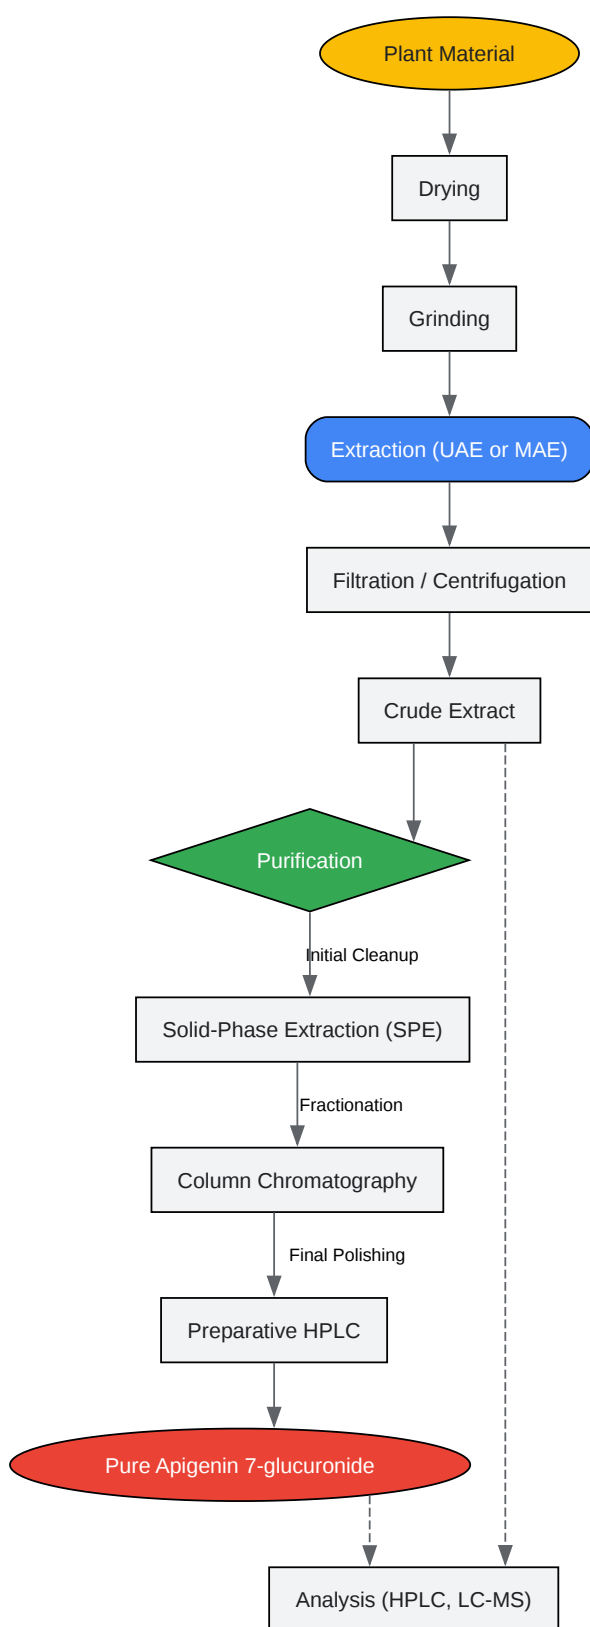 Plant Material
Drying
Grinding
Extraction (UAE or MAE)
Filtration / Centrifugation
Crude Extract
Purification
Initial Cleanup
Solid-Phase Extraction (SPE)
Fractionation
Column Chromatography
Final Polishing
Preparative HPLC
Pure Apigenin 7-glucuronide
Analysis (HPLC, LC-MS)